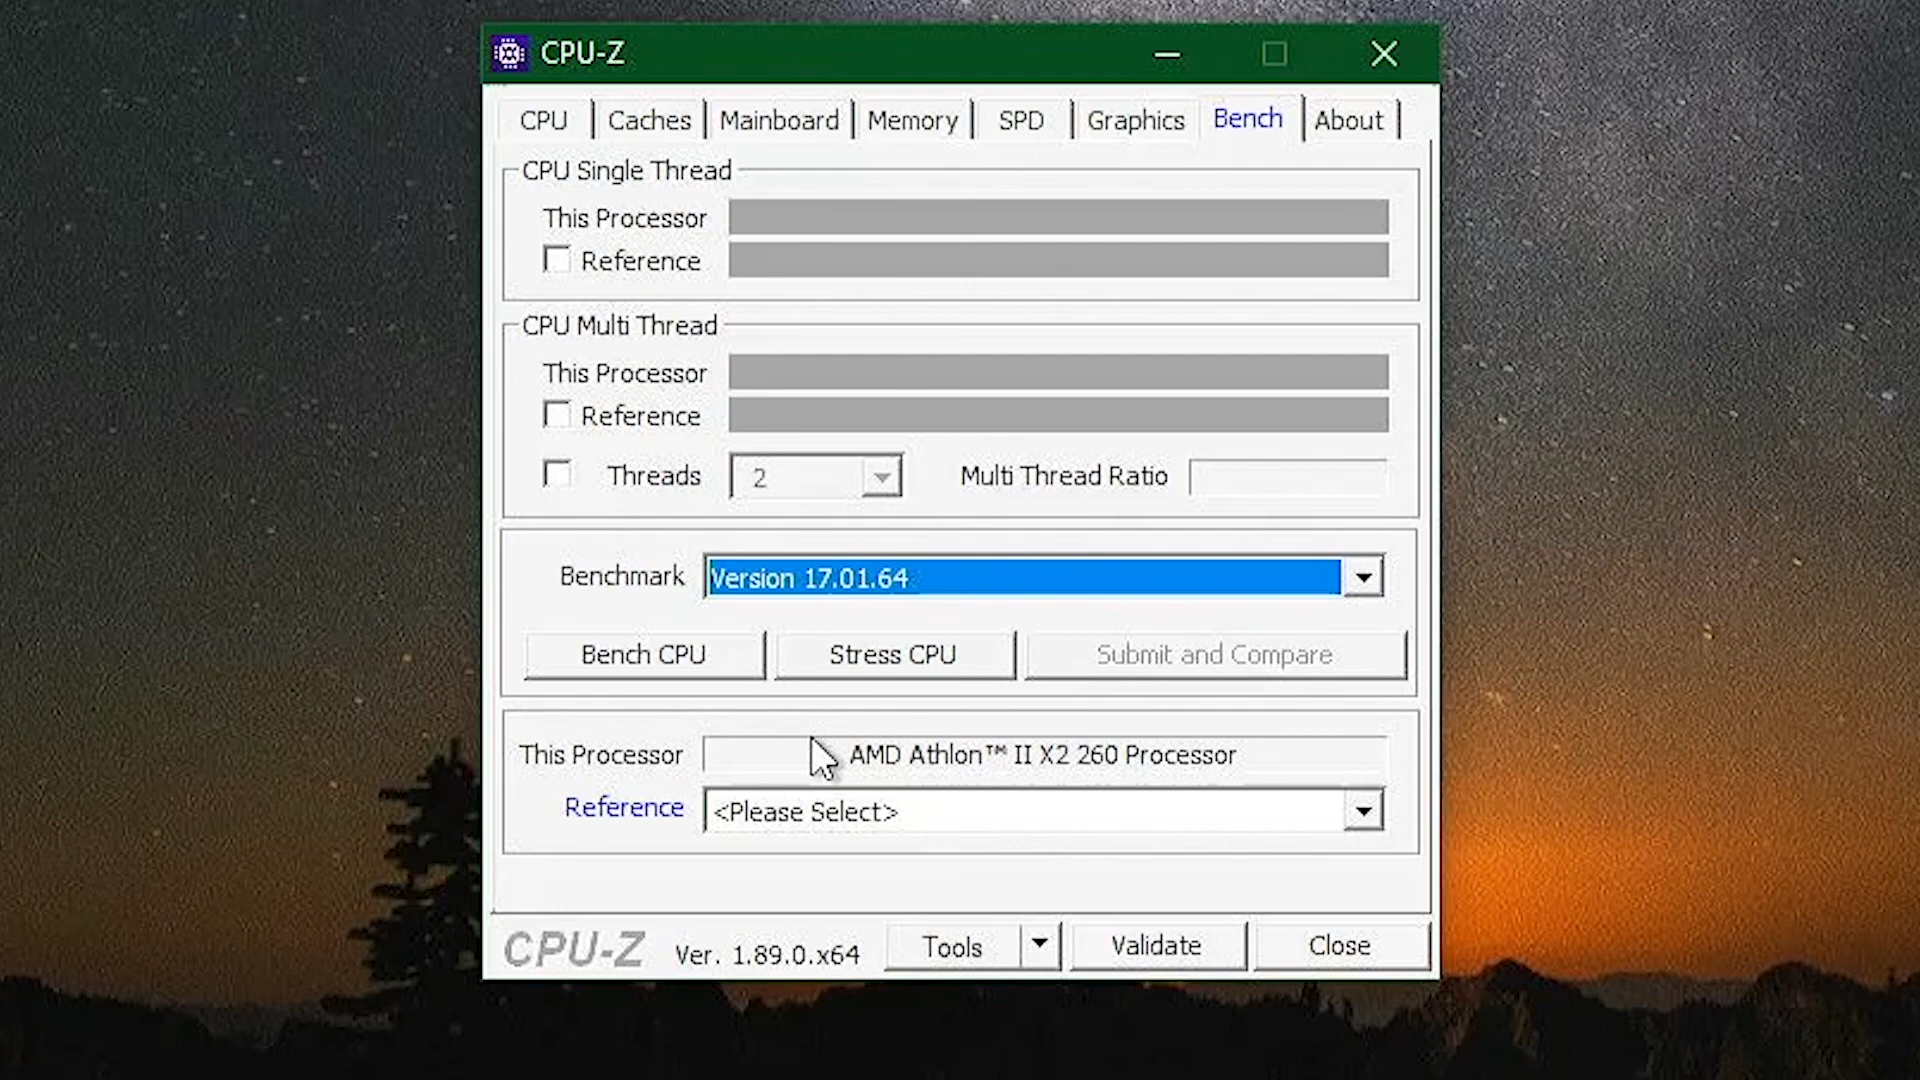 CPU-Z
CPU Caches Mainboard Memory SPD Graphics Bench About
CPU Single Thread
This Processor
Reference
CPU Multi Thread
This Processor
Reference
Threads 2 Multi Thread Ratio
Benchmark Version 17.01.64
Bench CPU Stress CPU Submit and Compare
This Processor AMD Athlon™ II X2 260 Processor
Reference <Please Select>
CPU-Z Ver. 1.89.0.x64 Tools Validate Close